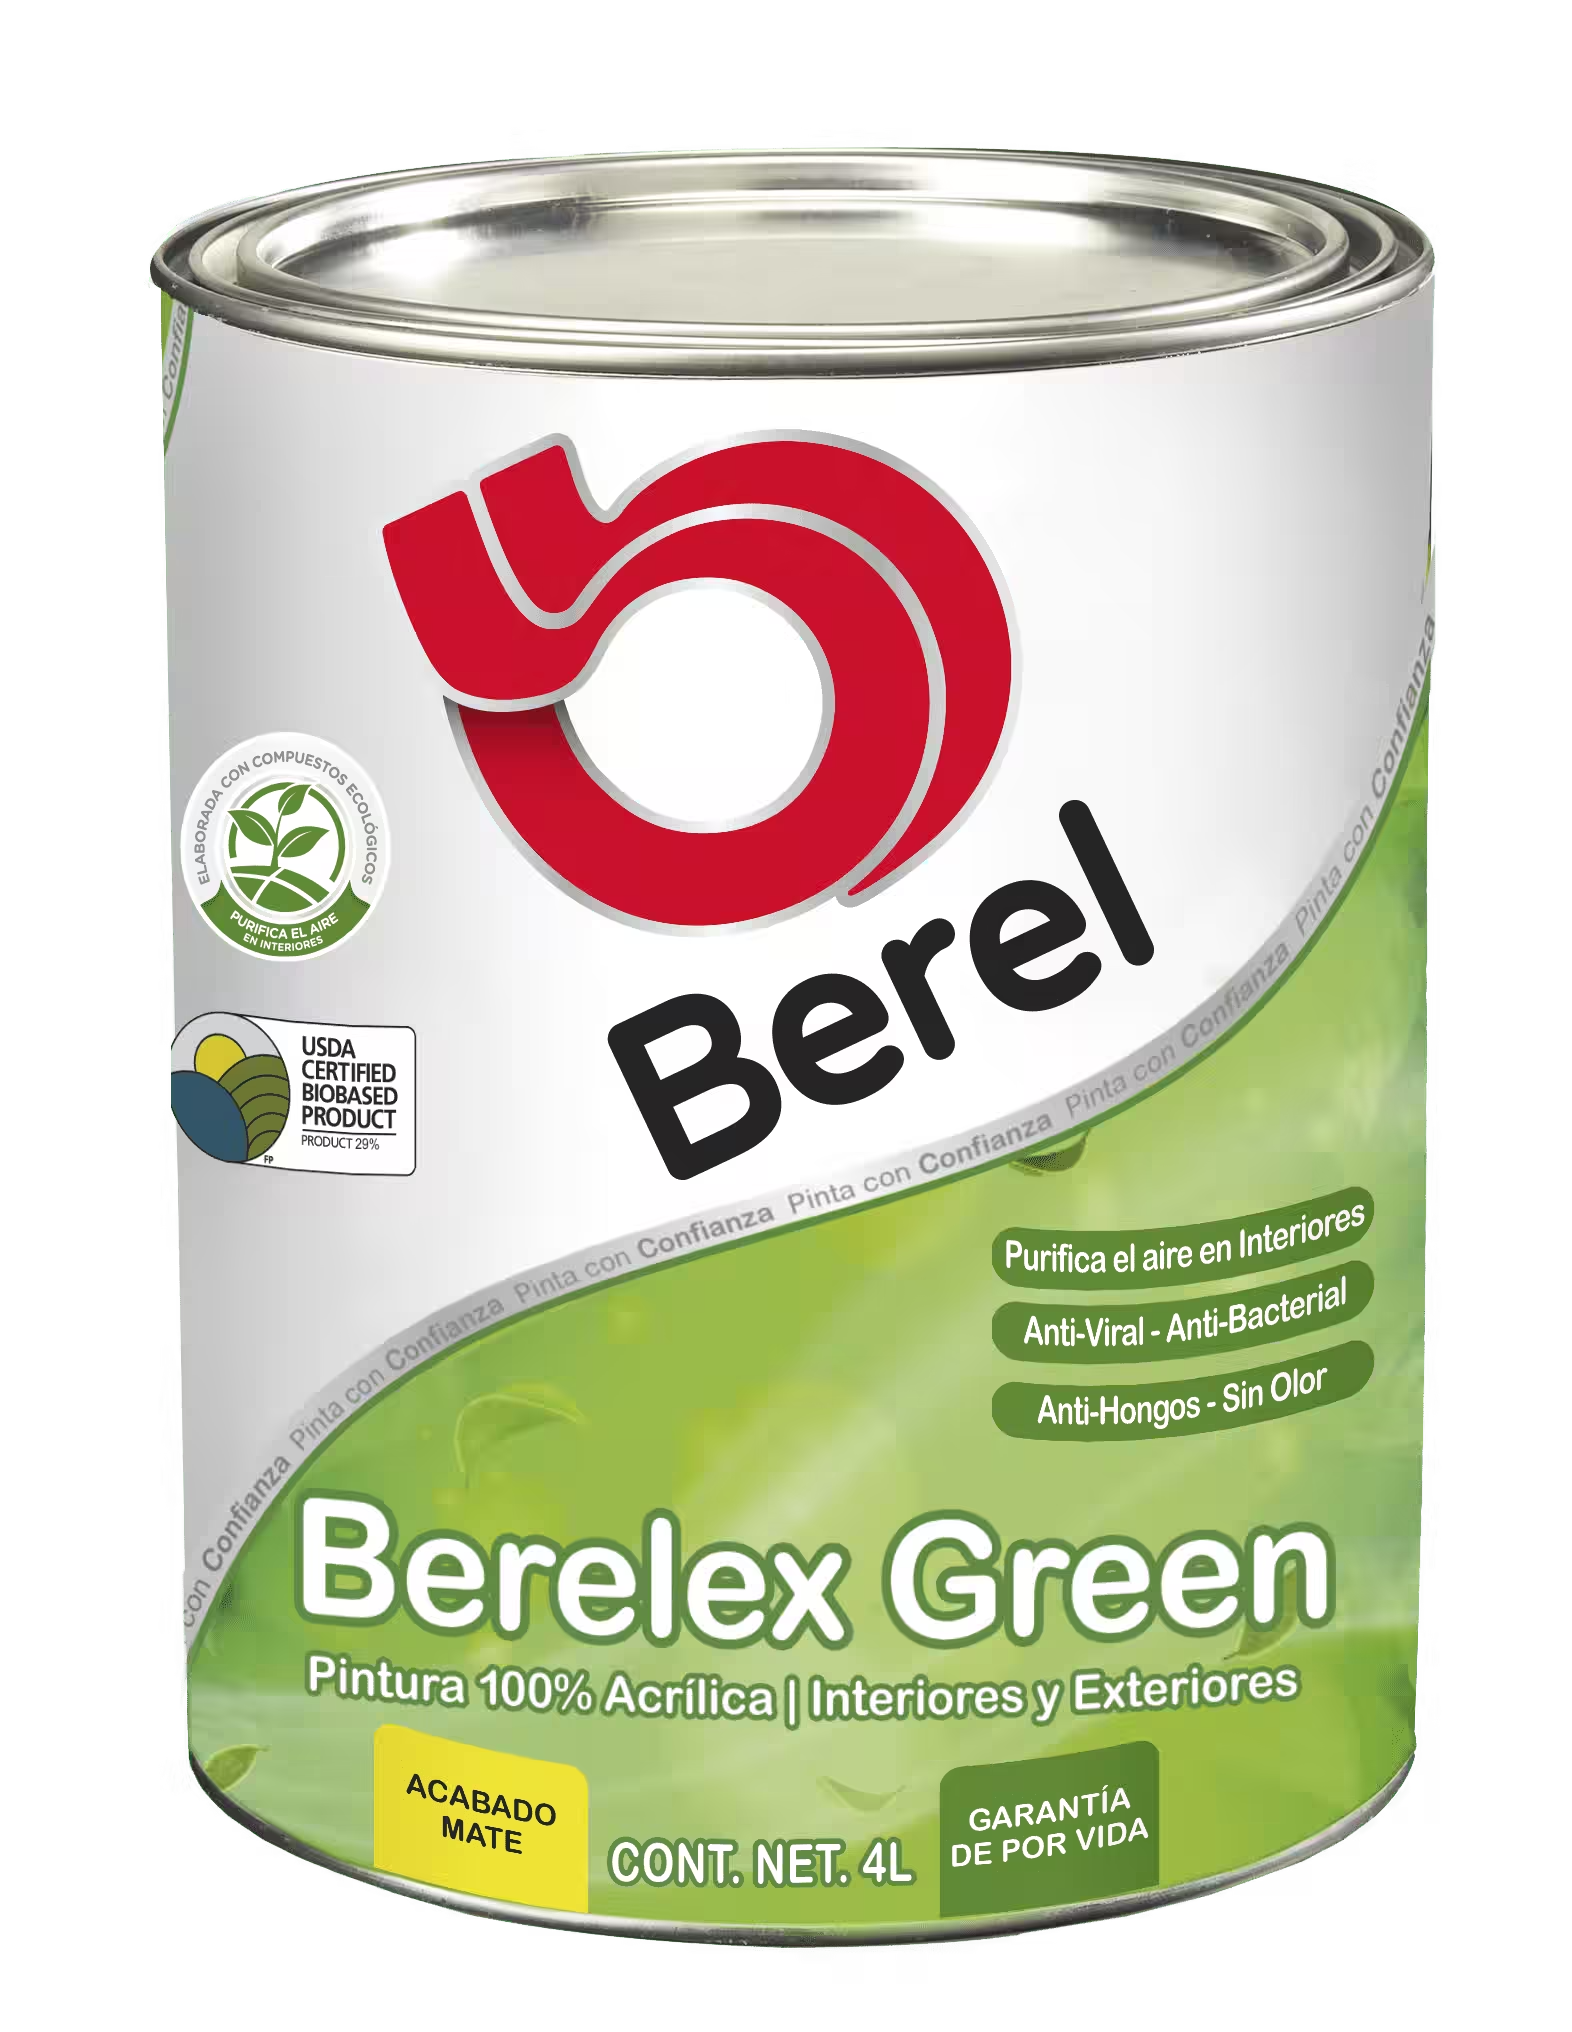 Confia
Berel
ELABORADA CON COMPUESTOS ECOLÓGICOS
PURIFICA EL AIRE
EN INTERIORES
USDA
CERTIFIED
BIOBASED
PRODUCT
PRODUCT 29%
FP
con Confianza Pinta con Confianza Pinta con Confianza Pinta con Confianza Pinta con Confianza Pinta con Confianza
Purifica el aire en Interiores
Anti-Viral - Anti-Bacterial
Anti-Hongos - Sin Olor
Berelex Green
Pintura 100% Acrílica | Interiores y Exteriores
ACABADO
MATE
CONT. NET. 4L
GARANTÍA
DE POR VIDA